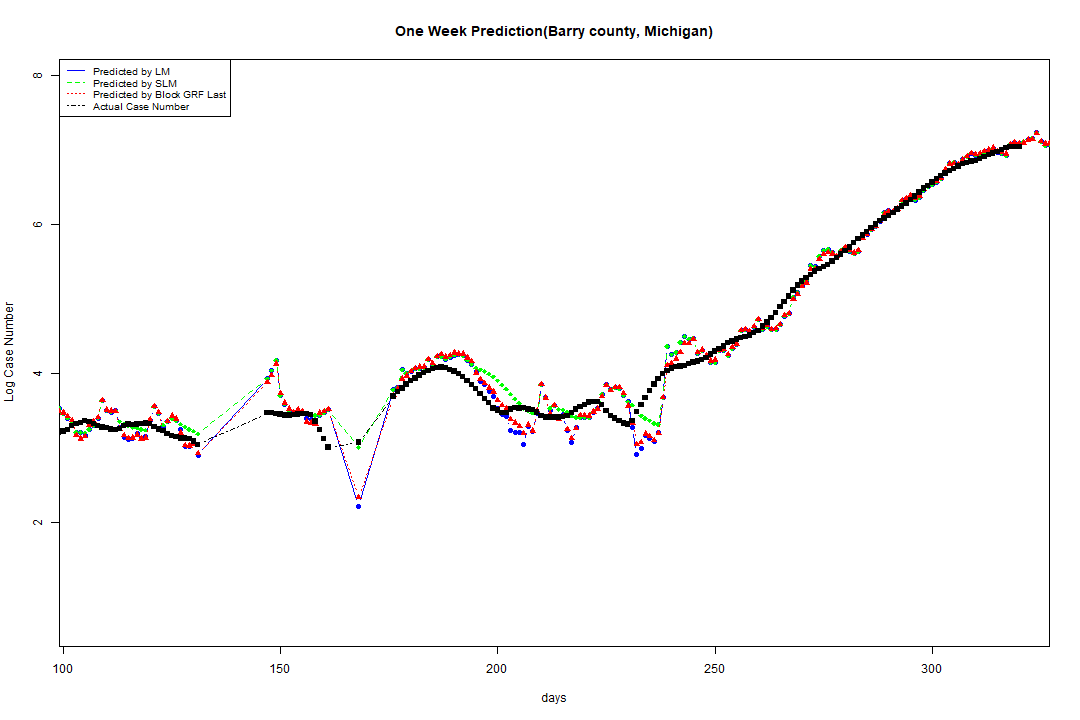 One Week Prediction(Barry county, Michigan)
Predicted by LM
Predicted by SLM
Predicted by Block GRF Last
Actual Case Number
8
6
4
2
Log Case Number
100 150 200 250 300
days